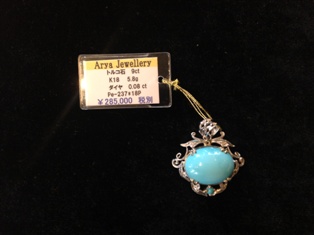 Arya Jewellery
トルコ石 9ct
K18 5.8g
ダイヤ 0.08 ct
Pe-237*18P
¥285,000 税別